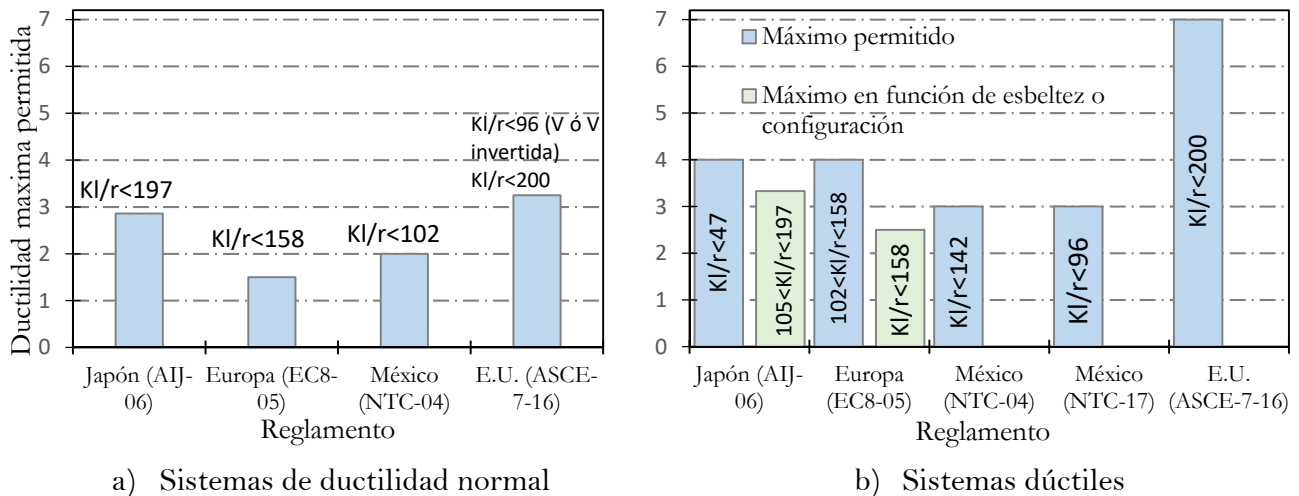 Ductilidad maxima permitida
7
6
5
4
3
2
1
0
Kl/r<197
Kl/r<158
Kl/r<102
Kl/r<96 (V ó V
invertida)
Kl/r<200
Japón (AIJ-
06)
Europa (EC8-
05)
México
(NTC-04)
E.U. (ASCE-
7-16)
Reglamento
a) Sistemas de ductilidad normal
7
6
5
4
3
2
1
0
Máximo permitido
Máximo en función de esbeltez o
configuración
Kl/r<47
105<Kl/r<197
102<Kl/r<158
Kl/r<158
Kl/r<142
Kl/r<96
Kl/r<200
Japón (AIJ-
06)
Europa
(EC8-05)
México
(NTC-04)
México
(NTC-17)
E.U.
(ASCE-7-16)
Reglamento
b) Sistemas dúctiles